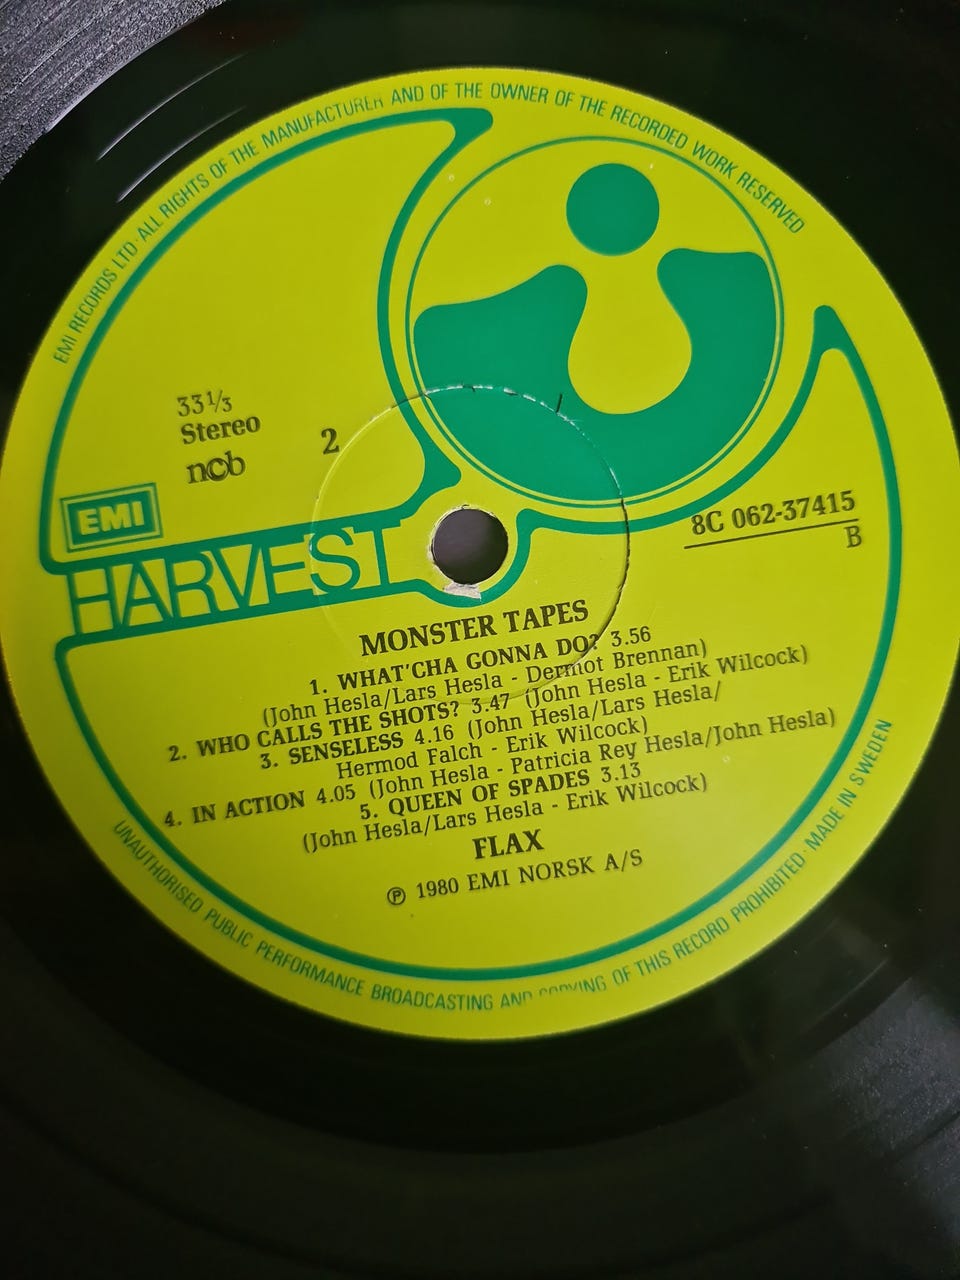 EMI RECORDS LTD · ALL RIGHTS OF THE MANUFACTURER AND OF THE OWNER OF THE RECORDED WORK RESERVED
33⅓
Stereo
ncb
2
EMI
HARVEST
8C 062-37415
B
MONSTER TAPES
1. WHAT'CHA GONNA DO? 3.56
(John Hesla/Lars Hesla - Dermot Brennan)
2. WHO CALLS THE SHOTS? 3.47 (John Hesla - Erik Wilcock)
3. SENSELESS 4.16 (John Hesla/Lars Hesla/
Hermod Falch - Erik Wilcock)
4. IN ACTION 4.05 (John Hesla - Patricia Rey Hesla/John Hesla)
5. QUEEN OF SPADES 3.13
(John Hesla/Lars Hesla - Erik Wilcock)
FLAX
℗ 1980 EMI NORSK A/S
UNAUTHORISED PUBLIC PERFORMANCE BROADCASTING AND COPYING OF THIS RECORD PROHIBITED · MADE IN SWEDEN